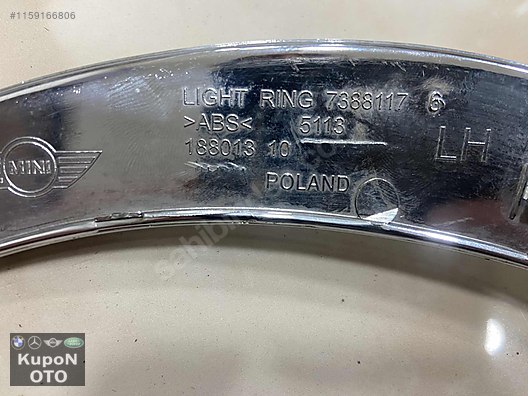 #1159166806
LIGHT RING 7388117 6
>ABS< 5113
188013 10
LH
MINI
POLAND
KupoN
OTO